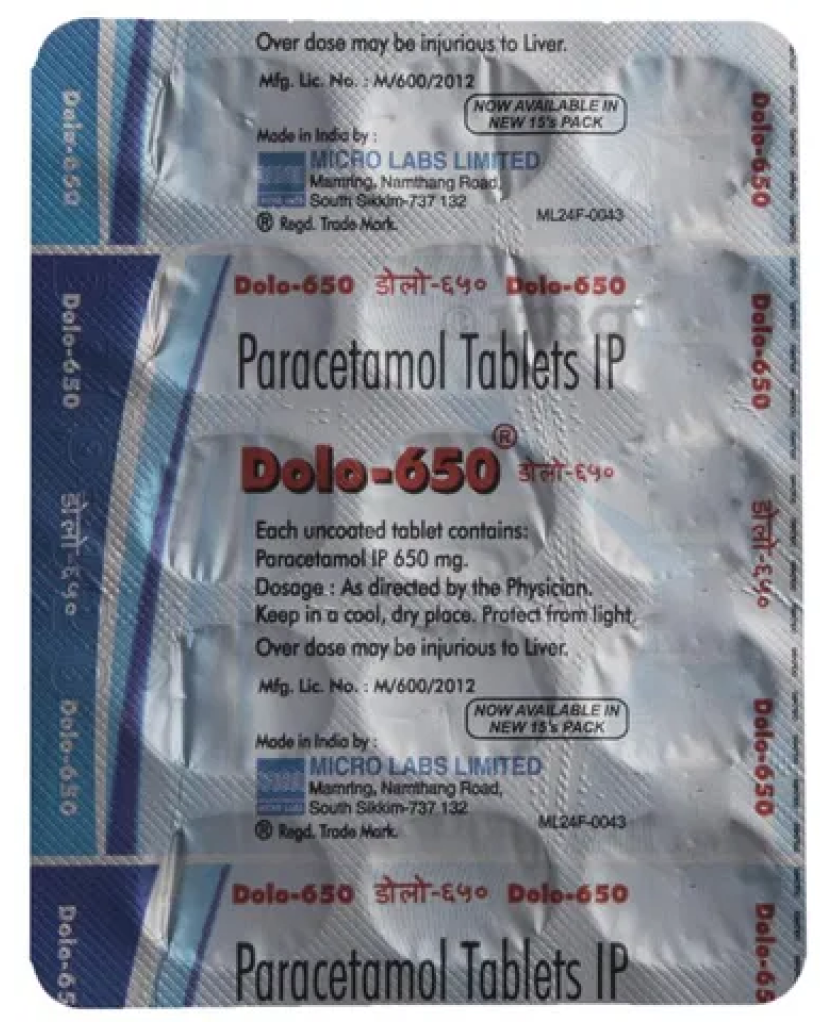 Over dose may be injurious to Liver.
Mfg. Lic. No. : M/600/2012
NOW AVAILABLE IN
NEW 15's PACK
Made in India by :
MICRO LABS LIMITED
Mamring, Namthang Road,
South Sikkim-737 132
® Regd. Trade Mark.
ML24F-0043
Dolo-650
Dolo-650
Dolo-650 डोलो-६५० Dolo-650
Paracetamol Tablets IP
Dolo-650
Dolo-650
Dolo-650® डोलो-६५०
Each uncoated tablet contains:
Paracetamol IP 650 mg.
Dosage : As directed by the Physician.
Keep in a cool, dry place. Protect from light.
डोलो-६५०
डोलो-६५०
Over dose may be injurious to Liver.
Mfg. Lic. No. : M/600/2012
NOW AVAILABLE IN
NEW 15's PACK
Made in India by :
MICRO LABS LIMITED
Mamring, Namthang Road,
South Sikkim-737 132
® Regd. Trade Mark.
ML24F-0043
Dolo-650
Dolo-650
Dolo-650 डोलो-६५० Dolo-650
Paracetamol Tablets IP
Dolo-65
Dolo-65